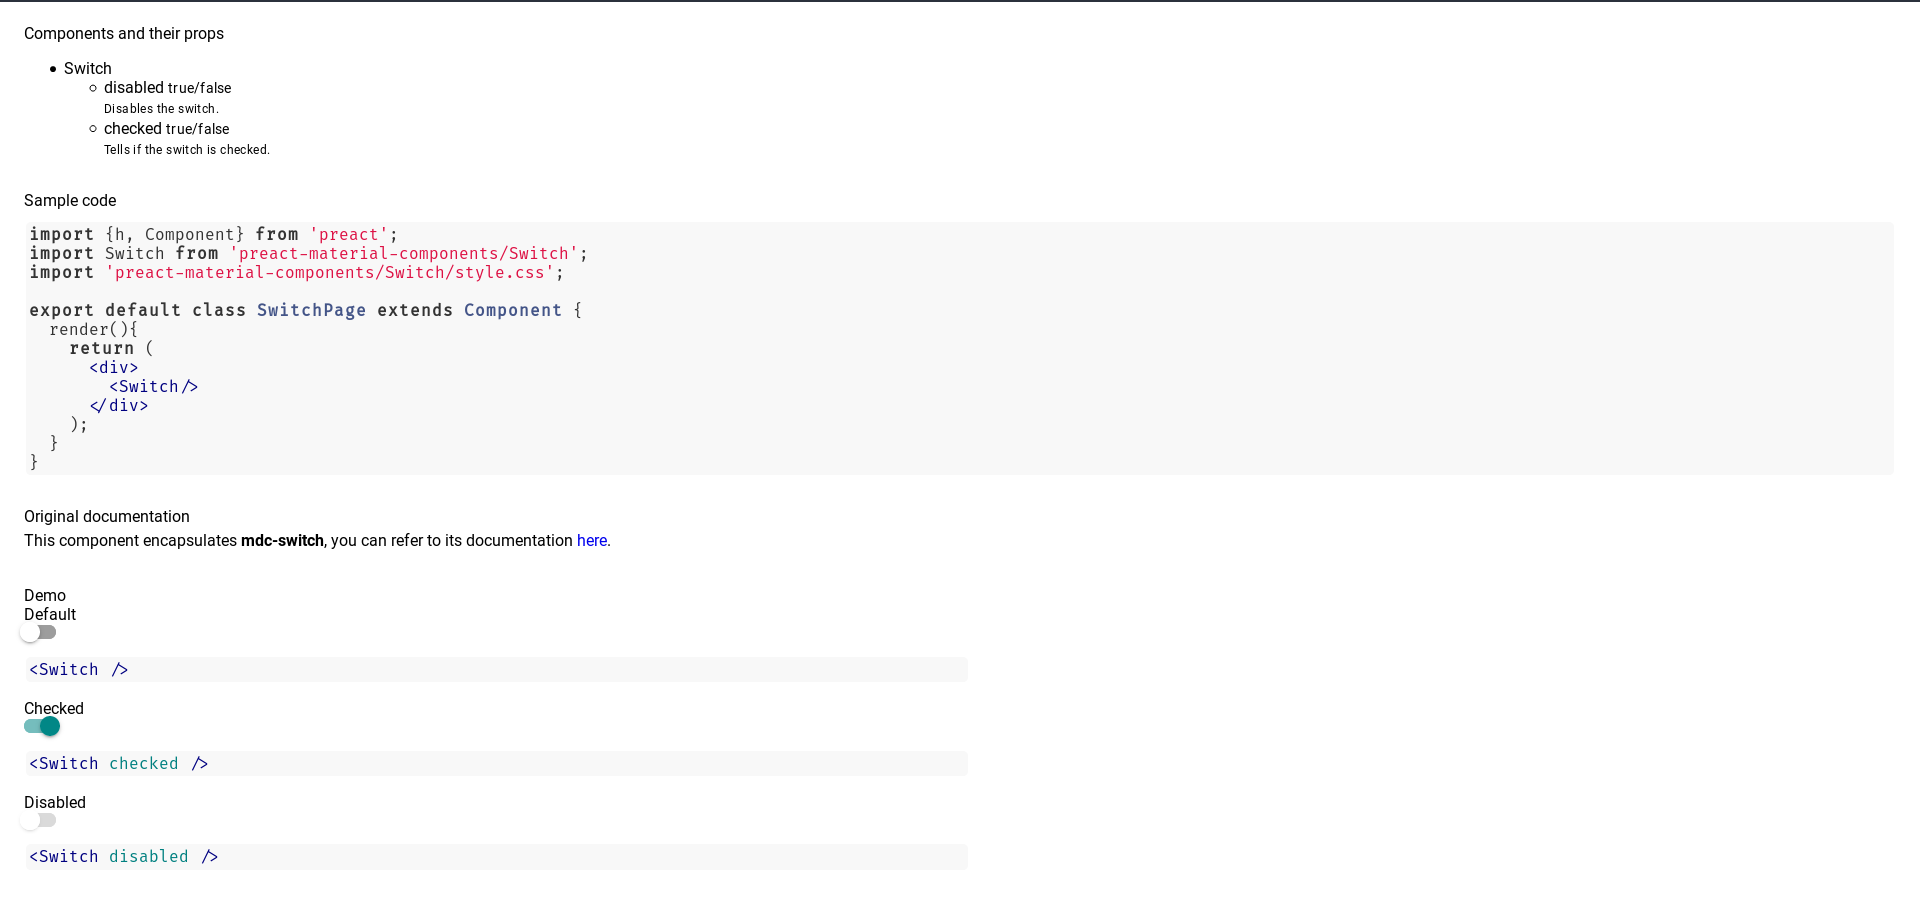 Components and their props
Switch
disabled true/false
Disables the switch.
checked true/false
Tells if the switch is checked.
Sample code
import {h, Component} from 'preact';
import Switch from 'preact-material-components/Switch';
import 'preact-material-components/Switch/style.css';
export default class SwitchPage extends Component {
render(){
return (
<div>
<Switch/>
</div>
);
}
}
Original documentation
This component encapsulates mdc-switch, you can refer to its documentation here.
Demo
Default
<Switch />
Checked
<Switch checked />
Disabled
<Switch disabled />